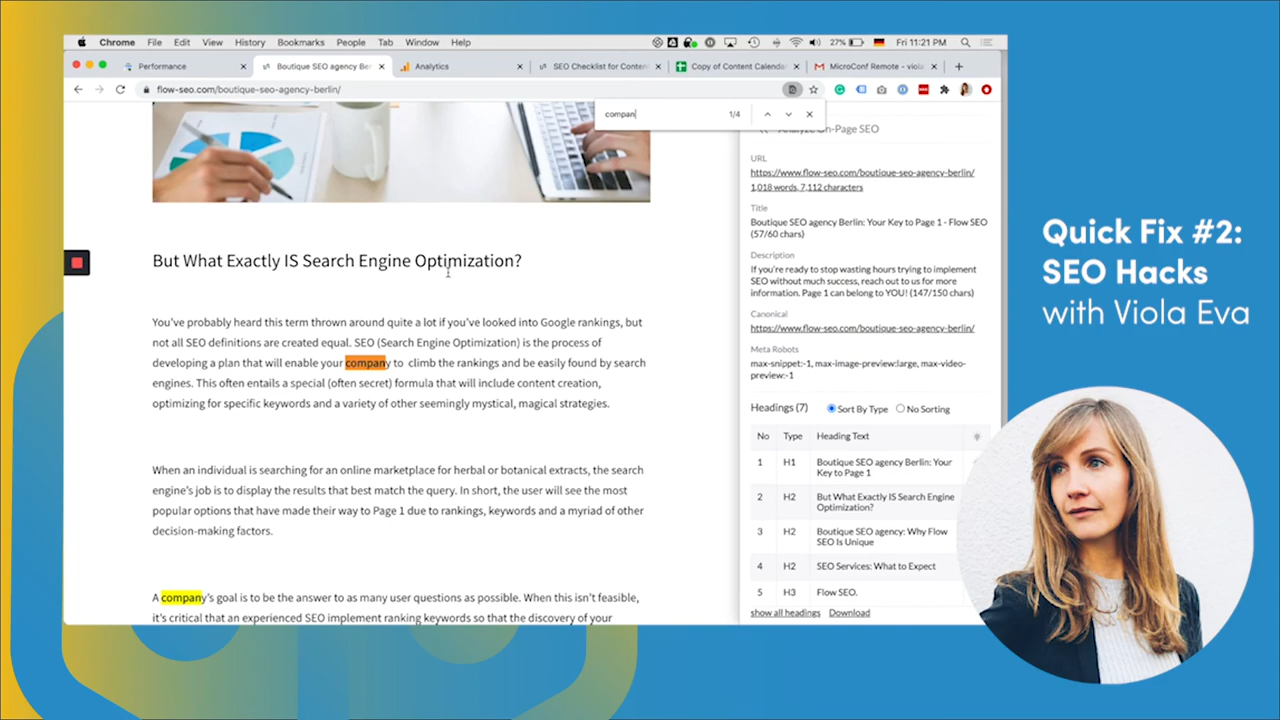 Chrome File Edit View History Bookmarks People Tab Window Help
27% Fri 11:21 PM
Performance
Boutique SEO agency Ber
Analytics
SEO Checklist for Conten
Copy of Content Calenda
MicroConf Remote - viola
flow-seo.com/boutique-seo-agency-berlin/
compan 1/4
On-Page SEO
URL
https://www.flow-seo.com/boutique-seo-agency-berlin/
1,018 words, 7,112 characters
Title
Boutique SEO agency Berlin: Your Key to Page 1 - Flow SEO
(57/60 chars)
Description
If you're ready to stop wasting hours trying to implement
SEO without much success, reach out to us for more
information. Page 1 can belong to YOU! (147/150 chars)
Canonical
https://www.flow-seo.com/boutique-seo-agency-berlin/
Meta Robots
max-snippet:-1, max-image-preview:large, max-video-
preview:-1
Headings (7) Sort By Type No Sorting
No Type Heading Text
1 H1 Boutique SEO agency Berlin: Your
Key to Page 1
2 H2 But What Exactly IS Search Engine
Optimization?
3 H2 Boutique SEO agency: Why Flow
SEO Is Unique
4 H2 SEO Services: What to Expect
5 H3 Flow SEO.
show all headings Download
But What Exactly IS Search Engine Optimization?
You've probably heard this term thrown around quite a lot if you've looked into Google rankings, but
not all SEO definitions are created equal. SEO (Search Engine Optimization) is the process of
developing a plan that will enable your company to climb the rankings and be easily found by search
engines. This often entails a special (often secret) formula that will include content creation,
optimizing for specific keywords and a variety of other seemingly mystical, magical strategies.
When an individual is searching for an online marketplace for herbal or botanical extracts, the search
engine's job is to display the results that best match the query. In short, the user will see the most
popular options that have made their way to Page 1 due to rankings, keywords and a myriad of other
decision-making factors.
A company's goal is to be the answer to as many user questions as possible. When this isn't feasible,
it's critical that an experienced SEO implement ranking keywords so that the discovery of your
Quick Fix #2:
SEO Hacks
with Viola Eva